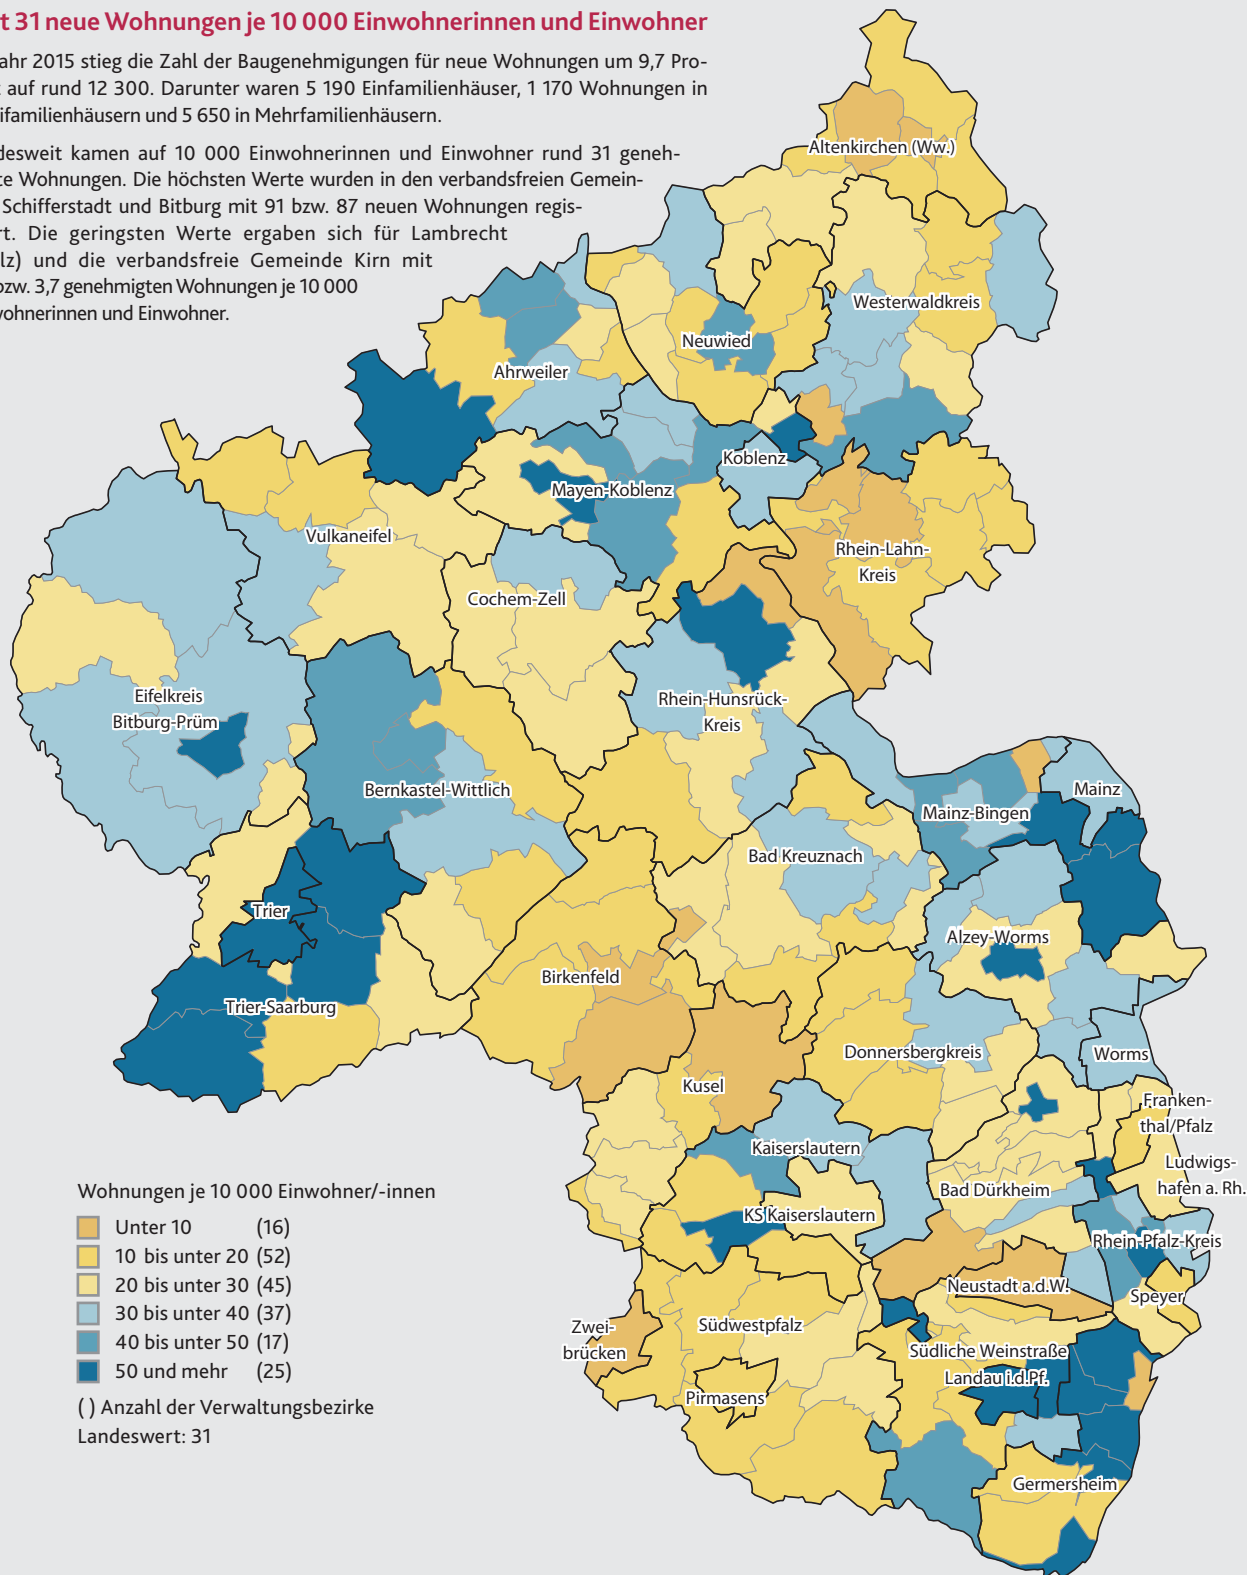 31 neue Wohnungen je 10 000 Einwohnerinnen und Einwohner
ahr 2015 stieg die Zahl der Baugenehmigungen für neue Wohnungen um 9,7 Pro-
auf rund 12 300. Darunter waren 5 190 Einfamilienhäuser, 1 170 Wohnungen in
ifamilienhäusern und 5 650 in Mehrfamilienhäusern.
desweit kamen auf 10 000 Einwohnerinnen und Einwohner rund 31 geneh-
te Wohnungen. Die höchsten Werte wurden in den verbandsfreien Gemein-
Schifferstadt und Bitburg mit 91 bzw. 87 neuen Wohnungen regis-
rt. Die geringsten Werte ergaben sich für Lambrecht
lz) und die verbandsfreie Gemeinde Kirn mit
bzw. 3,7 genehmigten Wohnungen je 10 000
wohnerinnen und Einwohner.
Altenkirchen (Ww.)
Westerwaldkreis
Neuwied
Ahrweiler
Koblenz
Mayen-Koblenz
Vulkaneifel
Rhein-Lahn-
Kreis
Cochem-Zell
Eifelkreis
Bitburg-Prüm
Rhein-Hunsrück-
Kreis
Bernkastel-Wittlich
Mainz
Mainz-Bingen
Bad Kreuznach
Trier
Alzey-Worms
Birkenfeld
Trier-Saarburg
Donnersbergkreis
Worms
Kusel
Franken-
thal/Pfalz
Kaiserslautern
Ludwigs-
hafen a. Rh.
Bad Dürkheim
KS Kaiserslautern
Rhein-Pfalz-Kreis
Neustadt a.d.W.
Speyer
Zwei-
brücken
Südwestpfalz
Südliche Weinstraße
Landau i.d.Pf.
Pirmasens
Germersheim
Wohnungen je 10 000 Einwohner/-innen
Unter 10 (16)
10 bis unter 20 (52)
20 bis unter 30 (45)
30 bis unter 40 (37)
40 bis unter 50 (17)
50 und mehr (25)
( ) Anzahl der Verwaltungsbezirke
Landeswert: 31